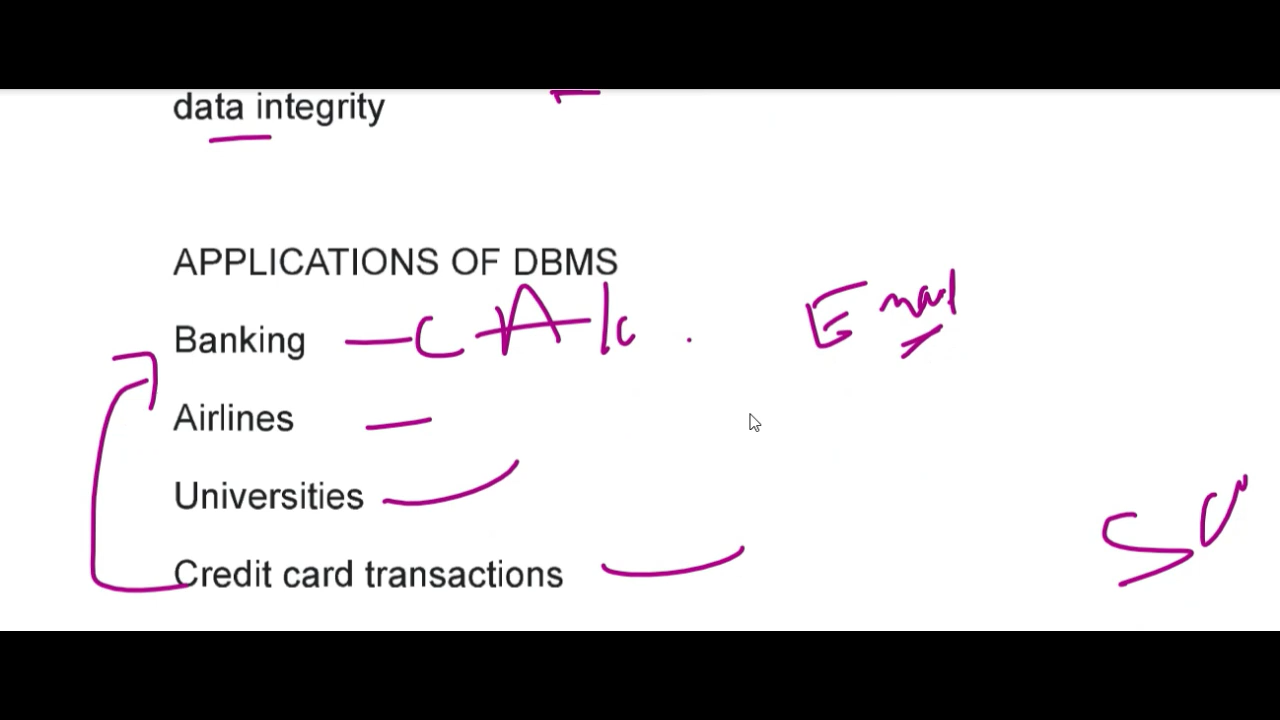 data integrity
APPLICATIONS OF DBMS
Banking
Email
Airlines
Universities
Credit card transactions